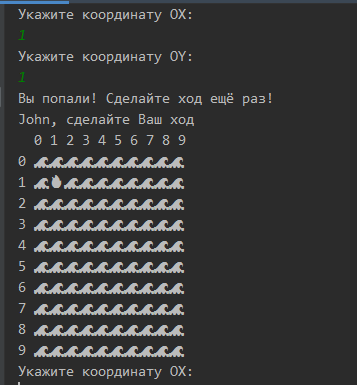 Укажите координату OX:
1
Укажите координату OY:
1
Вы попали! Сделайте ход ещё раз!
John, сделайте Ваш ход
0 1 2 3 4 5 6 7 8 9
0 🌊🌊🌊🌊🌊🌊🌊🌊🌊🌊
1 🌊🔥🌊🌊🌊🌊🌊🌊🌊🌊
2 🌊🌊🌊🌊🌊🌊🌊🌊🌊🌊
3 🌊🌊🌊🌊🌊🌊🌊🌊🌊🌊
4 🌊🌊🌊🌊🌊🌊🌊🌊🌊🌊
5 🌊🌊🌊🌊🌊🌊🌊🌊🌊🌊
6 🌊🌊🌊🌊🌊🌊🌊🌊🌊🌊
7 🌊🌊🌊🌊🌊🌊🌊🌊🌊🌊
8 🌊🌊🌊🌊🌊🌊🌊🌊🌊🌊
9 🌊🌊🌊🌊🌊🌊🌊🌊🌊🌊
Укажите координату OX: